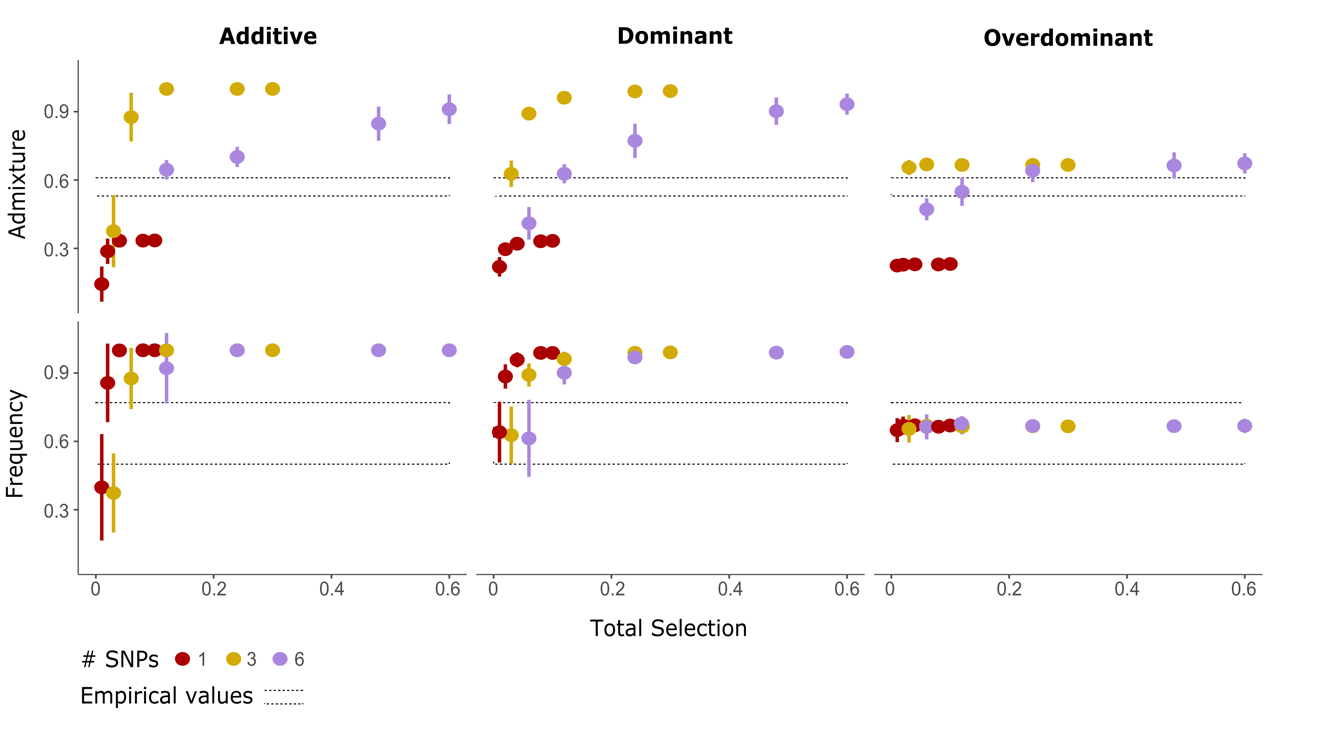 Additive Dominant Overdominant
Admixture
0.9
0.6
0.3
Frequency
0.9
0.6
0.3
0 0.2 0.4 0.6 0 0.2 0.4 0.6 0 0.2 0.4 0.6
Total Selection
# SNPs 1 3 6
Empirical values